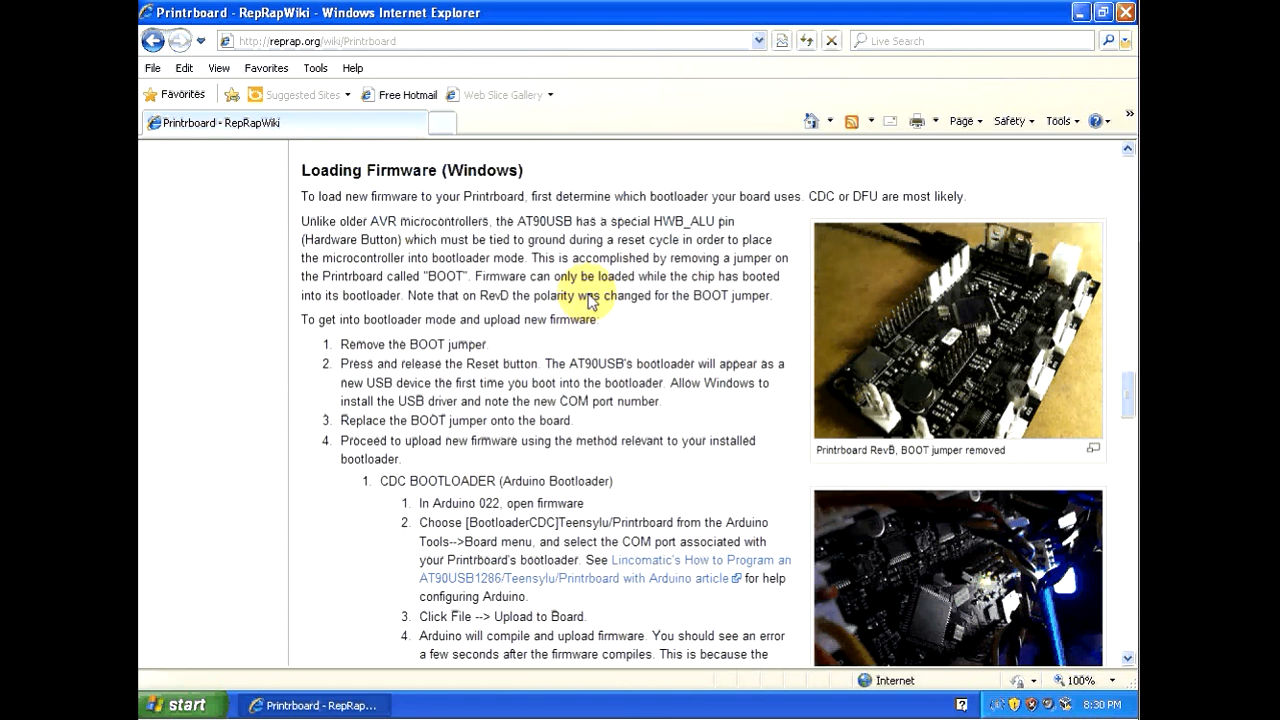 Printrboard - RepRapWiki - Windows Internet Explorer
http://reprap.org/wiki/Printrboard
Live Search
File Edit View Favorites Tools Help
Favorites Suggested Sites Free Hotmail Web Slice Gallery
Printrboard - RepRapWiki
Page Safety Tools
Loading Firmware (Windows)
To load new firmware to your Printrboard, first determine which bootloader your board uses. CDC or DFU are most likely.
Unlike older AVR microcontrollers, the AT90USB has a special HWB_ALU pin
(Hardware Button) which must be tied to ground during a reset cycle in order to place
the microcontroller into bootloader mode. This is accomplished by removing a jumper on
the Printrboard called "BOOT". Firmware can only be loaded while the chip has booted
into its bootloader. Note that on RevD the polarity was changed for the BOOT jumper.
To get into bootloader mode and upload new firmware:
1. Remove the BOOT jumper.
2. Press and release the Reset button. The AT90USB's bootloader will appear as a
new USB device the first time you boot into the bootloader. Allow Windows to
install the USB driver and note the new COM port number.
3. Replace the BOOT jumper onto the board.
4. Proceed to upload new firmware using the method relevant to your installed
bootloader.
1. CDC BOOTLOADER (Arduino Bootloader)
1. In Arduino 022, open firmware
2. Choose [BootloaderCDC]Teensylu/Printrboard from the Arduino
Tools-->Board menu, and select the COM port associated with
your Printrboard's bootloader. See Lincomatic's How to Program an
AT90USB1286/Teensylu/Printrboard with Arduino article for help
configuring Arduino.
3. Click File --> Upload to Board.
4. Arduino will compile and upload firmware. You should see an error
a few seconds after the firmware compiles. This is because the
Printrboard RevB, BOOT jumper removed
Internet
100%
start
Printrboard - RepRap...
8:30 PM